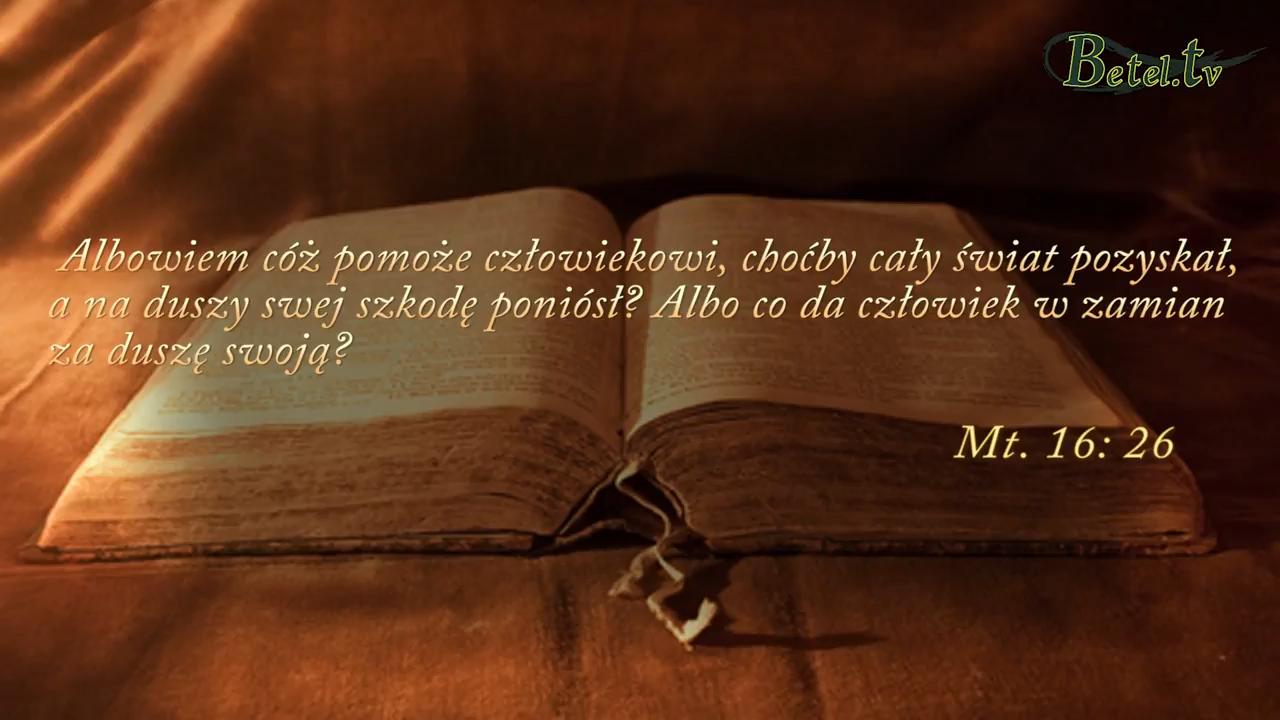 Betel.tv
Albowiem cóż pomoże człowiekowi, choćby cały świat pozyskał,
a na duszy swej szkodę poniósł? Albo co da człowiek w zamian
za duszę swoją?
Mt. 16: 26